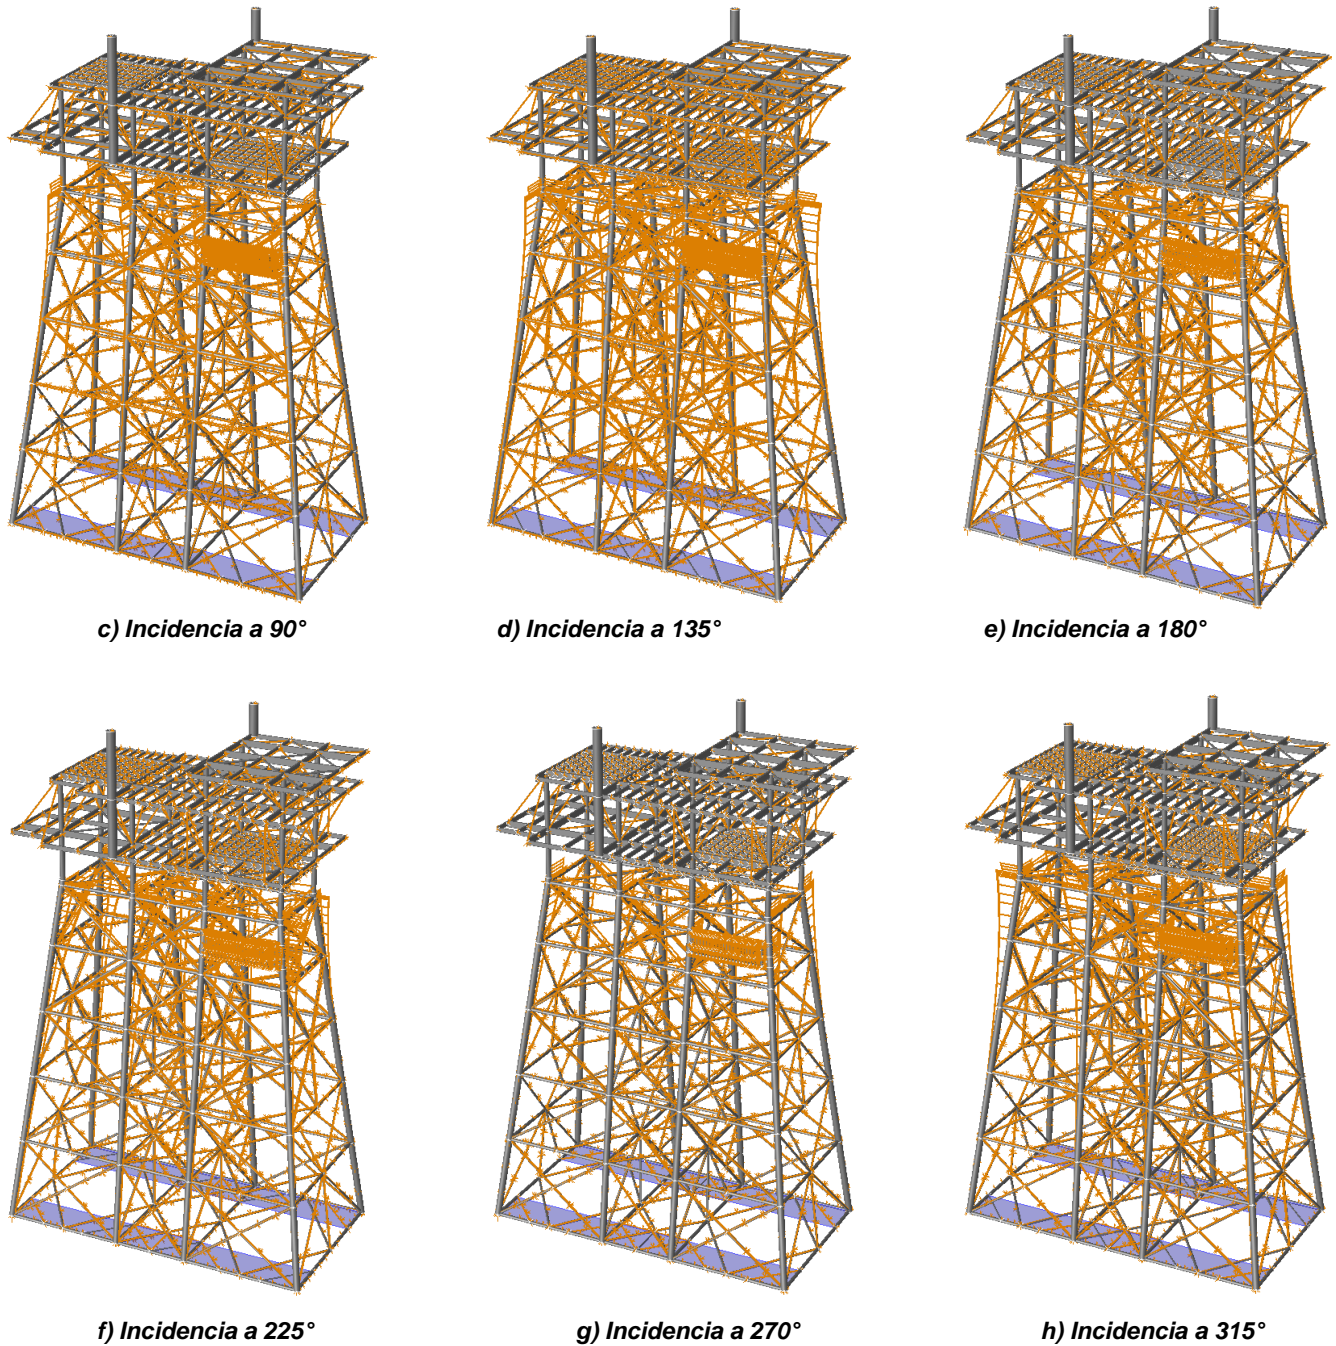 c) Incidencia a 90°
d) Incidencia a 135°
e) Incidencia a 180°
f) Incidencia a 225°
g) Incidencia a 270°
h) Incidencia a 315°